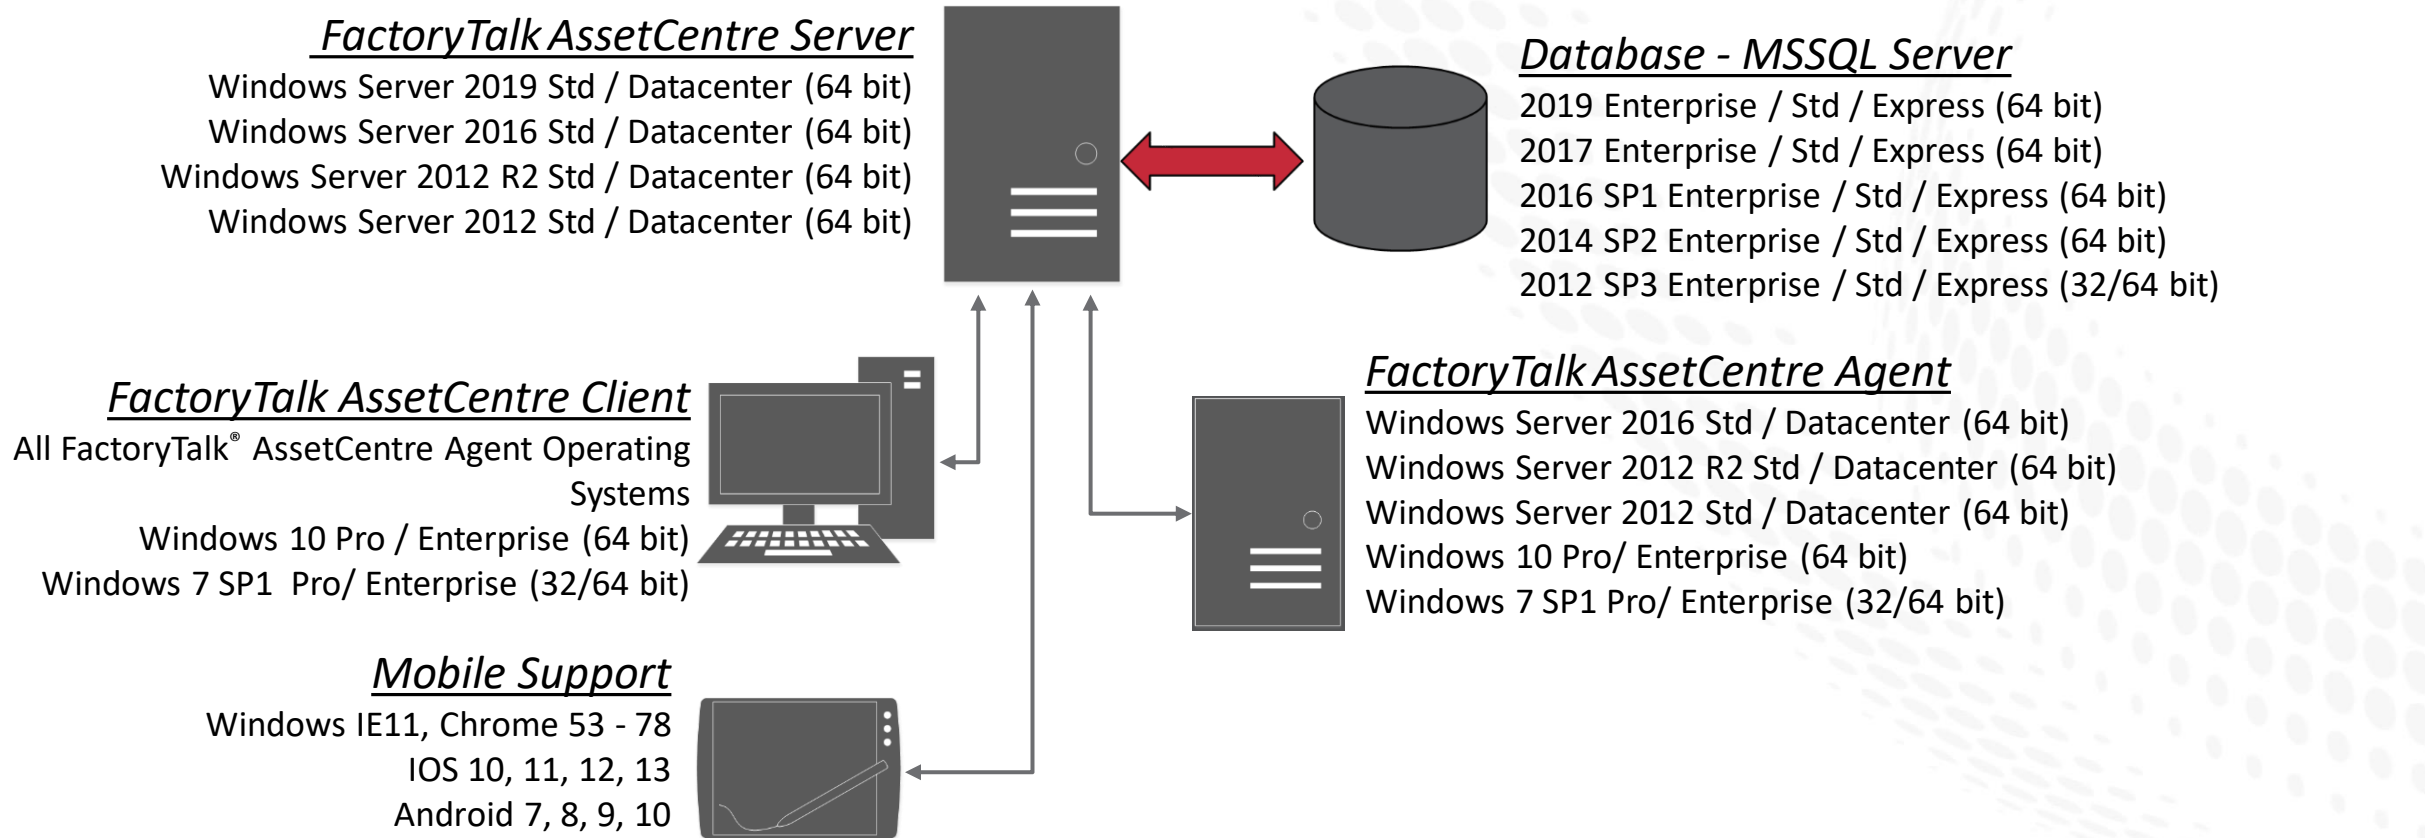 FactoryTalk AssetCentre Server
Windows Server 2019 Std / Datacenter (64 bit)
Windows Server 2016 Std / Datacenter (64 bit)
Windows Server 2012 R2 Std / Datacenter (64 bit)
Windows Server 2012 Std / Datacenter (64 bit)
Database - MSSQL Server
2019 Enterprise / Std / Express (64 bit)
2017 Enterprise / Std / Express (64 bit)
2016 SP1 Enterprise / Std / Express (64 bit)
2014 SP2 Enterprise / Std / Express (64 bit)
2012 SP3 Enterprise / Std / Express (32/64 bit)
FactoryTalk AssetCentre Client
All FactoryTalk® AssetCentre Agent Operating
Systems
Windows 10 Pro / Enterprise (64 bit)
Windows 7 SP1  Pro/ Enterprise (32/64 bit)
FactoryTalk AssetCentre Agent
Windows Server 2016 Std / Datacenter (64 bit)
Windows Server 2012 R2 Std / Datacenter (64 bit)
Windows Server 2012 Std / Datacenter (64 bit)
Windows 10 Pro/ Enterprise (64 bit)
Windows 7 SP1 Pro/ Enterprise (32/64 bit)
Mobile Support
Windows IE11, Chrome 53 - 78
IOS 10, 11, 12, 13
Android 7, 8, 9, 10